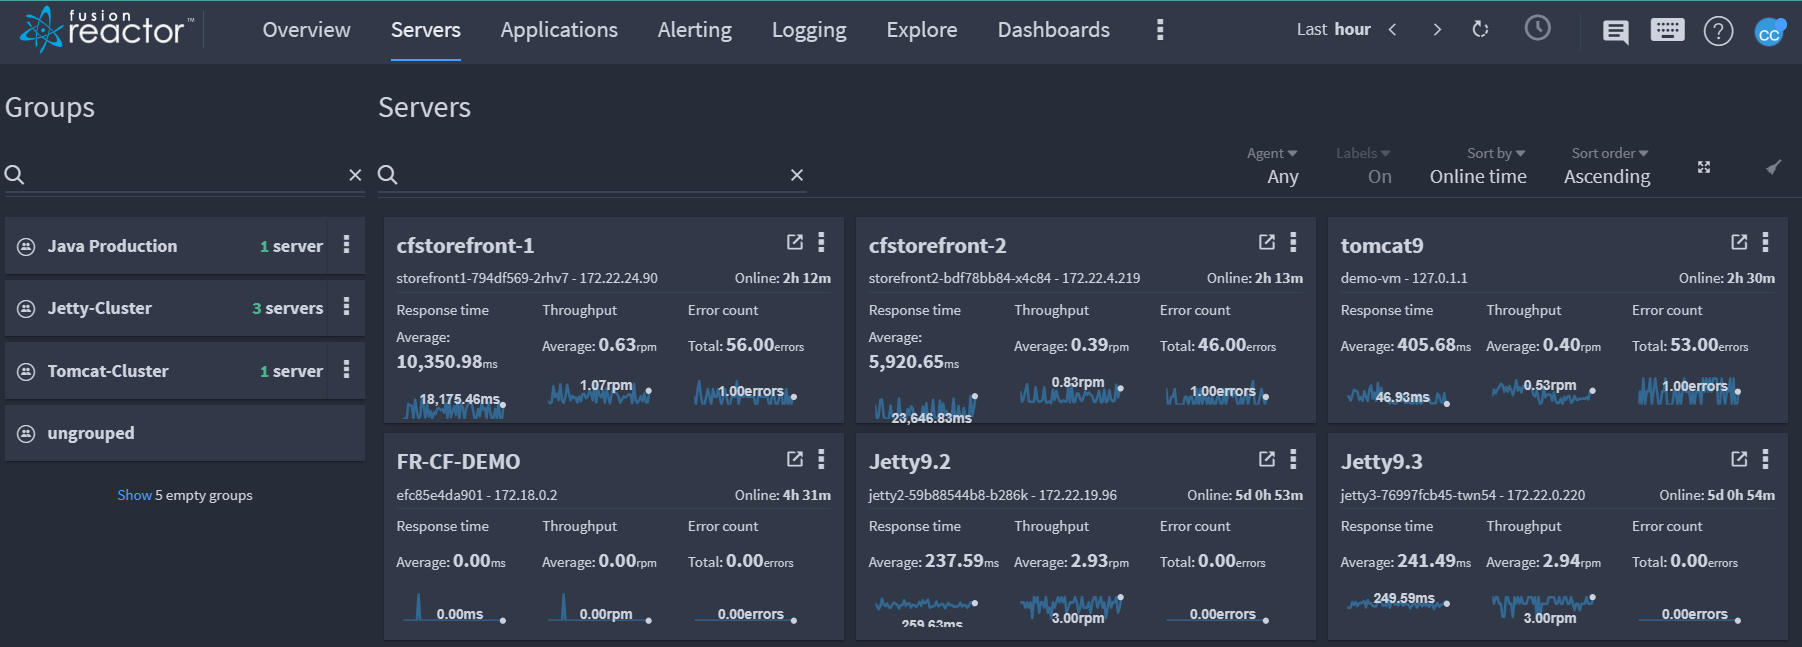 fusion reactor™
Overview Servers Applications Alerting Logging Explore Dashboards Last hour CC
Groups
Servers
Agent Labels Sort by Sort order
Any On Online time Ascending
Java Production 1 server
Jetty-Cluster 3 servers
Tomcat-Cluster 1 server
ungrouped
Show 5 empty groups
cfstorefront-1
storefront1-794df569-2rhv7 - 172.22.24.90 Online: 2h 12m
Response time Throughput Error count
Average: 10,350.98ms Average: 0.63rpm Total: 56.00errors
18,175.46ms 1.07rpm 1.00errors
cfstorefront-2
storefront2-bdf78bb84-x4c84 - 172.22.4.219 Online: 2h 13m
Response time Throughput Error count
Average: 5,920.65ms Average: 0.39rpm Total: 46.00errors
23,646.83ms 0.83rpm 1.00errors
tomcat9
demo-vm - 127.0.1.1 Online: 2h 30m
Response time Throughput Error count
Average: 405.68ms Average: 0.40rpm Total: 53.00errors
46.93ms 0.53rpm 1.00errors
FR-CF-DEMO
efc85e4da901 - 172.18.0.2 Online: 4h 31m
Response time Throughput Error count
Average: 0.00ms Average: 0.00rpm Total: 0.00errors
0.00ms 0.00rpm 0.00errors
Jetty9.2
jetty2-59b88544b8-b286k - 172.22.19.96 Online: 5d 0h 53m
Response time Throughput Error count
Average: 237.59ms Average: 2.93rpm Total: 0.00errors
259.63ms 3.00rpm 0.00errors
Jetty9.3
jetty3-76997fcb45-twn54 - 172.22.0.220 Online: 5d 0h 54m
Response time Throughput Error count
Average: 241.49ms Average: 2.94rpm Total: 0.00errors
249.59ms 3.00rpm 0.00errors